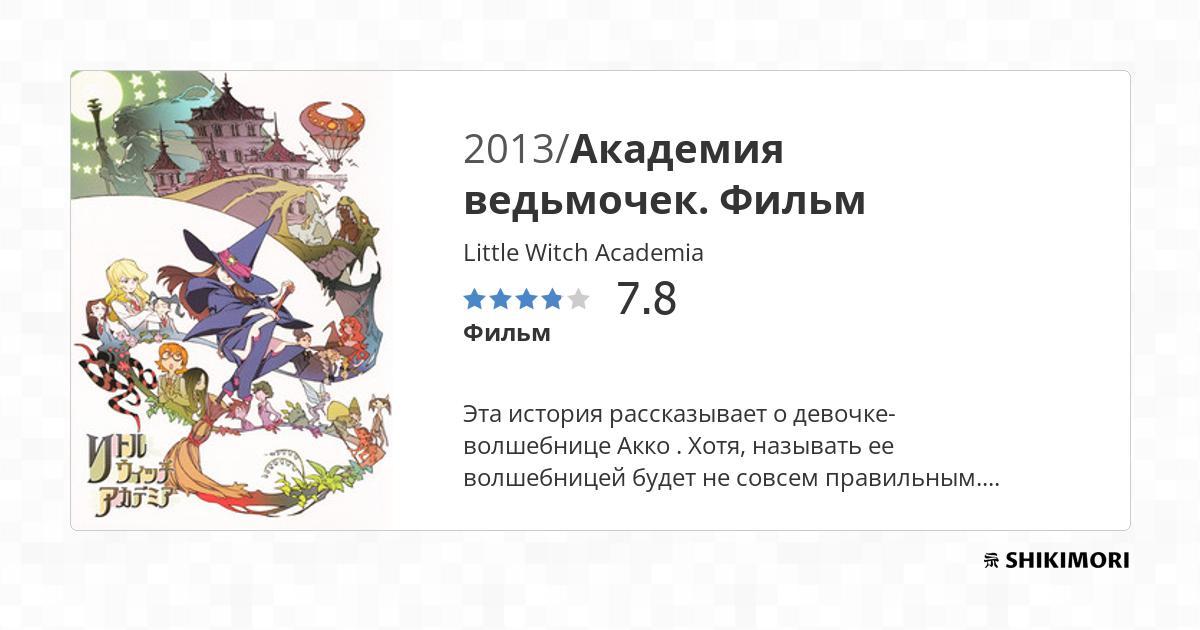 リトル
ウィッチ
アカデミア
2013/Академия
ведьмочек. Фильм
Little Witch Academia
7.8
Фильм
Эта история рассказывает о девочке-
волшебнице Акко . Хотя, называть ее
волшебницей будет не совсем правильным....
SHIKIMORI